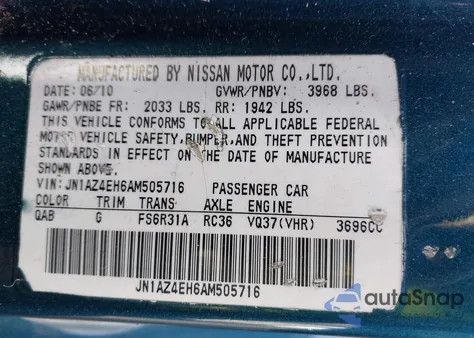 MANUFACTURED BY NISSAN MOTOR CO.,LTD.
DATE: 06/10 GVWR/PNBV: 3968 LBS.
GAWR/PNBE FR: 2033 LBS. RR: 1942 LBS.
THIS VEHICLE CONFORMS TO ALL APPLICABLE FEDERAL
MOTOR VEHICLE SAFETY,BUMPER,AND THEFT PREVENTION
STANDARDS IN EFFECT ON THE DATE OF MANUFACTURE
SHOWN ABOVE.
VIN: JN1AZ4EH6AM505716 PASSENGER CAR
COLOR TRIM TRANS AXLE ENGINE
QAB G FS6R31A RC36 VQ37(VHR) 3696CC
JN1AZ4EH6AM505716
autoSnap